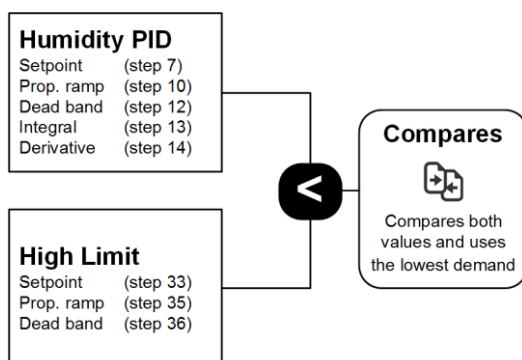 Humidity PID
Setpoint (step 7)
Prop. ramp (step 10)
Dead band (step 12)
Integral (step 13)
Derivative (step 14)
<
Compares
Compares both
values and uses
the lowest demand
High Limit
Setpoint (step 33)
Prop. ramp (step 35)
Dead band (step 36)